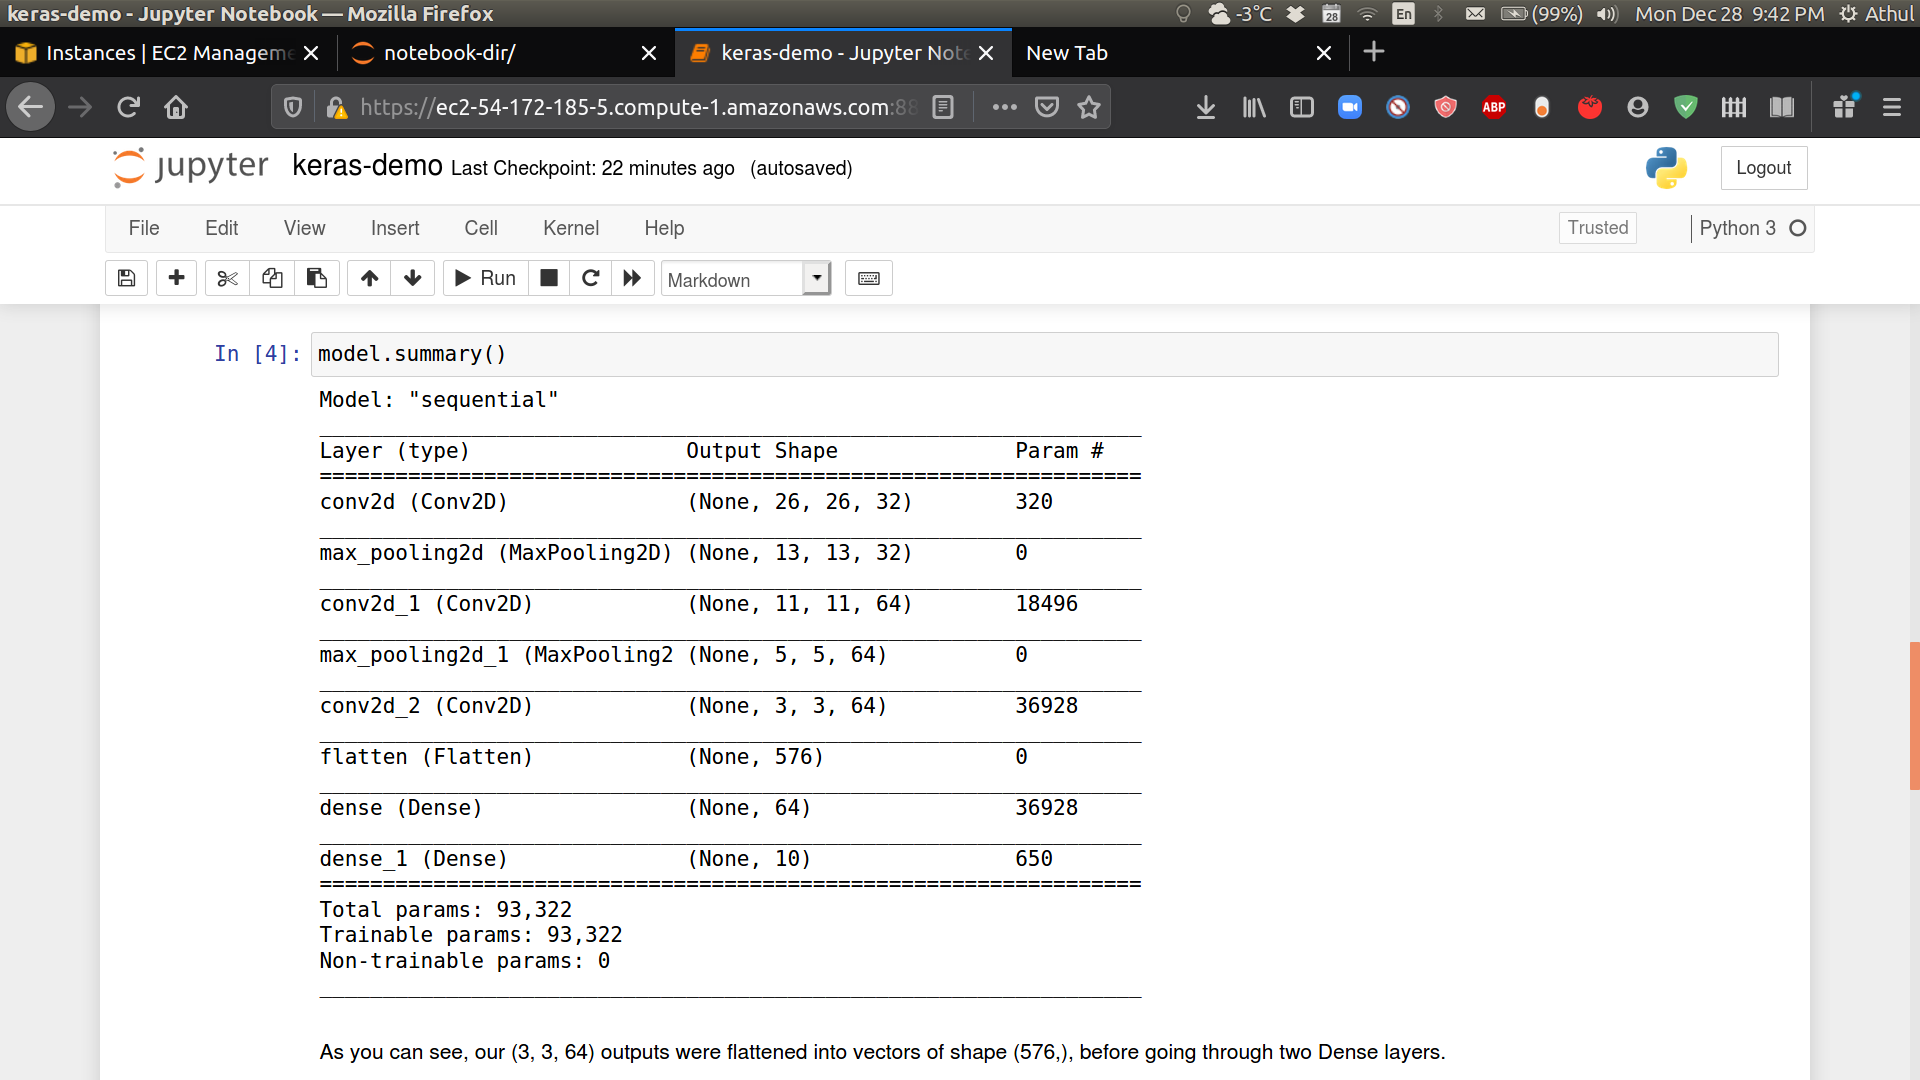 keras-demo - Jupyter Notebook — Mozilla Firefox
-3°C 28 En (99%) Mon Dec 28 9:42 PM Athul
Instances | EC2 Manageme
notebook-dir/
keras-demo - Jupyter Note
New Tab
https://ec2-54-172-185-5.compute-1.amazonaws.com:88
ABP
jupyter keras-demo Last Checkpoint: 22 minutes ago (autosaved)
Logout
File Edit View Insert Cell Kernel Help
Trusted
Python 3
Run
Markdown
In [4]: model.summary()
Model: "sequential"
_________________________________________________________________
Layer (type)                 Output Shape              Param #
=================================================================
conv2d (Conv2D)              (None, 26, 26, 32)        320
_________________________________________________________________
max_pooling2d (MaxPooling2D) (None, 13, 13, 32)        0
_________________________________________________________________
conv2d_1 (Conv2D)            (None, 11, 11, 64)        18496
_________________________________________________________________
max_pooling2d_1 (MaxPooling2 (None, 5, 5, 64)          0
_________________________________________________________________
conv2d_2 (Conv2D)            (None, 3, 3, 64)          36928
_________________________________________________________________
flatten (Flatten)            (None, 576)               0
_________________________________________________________________
dense (Dense)                (None, 64)                36928
_________________________________________________________________
dense_1 (Dense)              (None, 10)                650
=================================================================
Total params: 93,322
Trainable params: 93,322
Non-trainable params: 0
_________________________________________________________________
As you can see, our (3, 3, 64) outputs were flattened into vectors of shape (576,), before going through two Dense layers.